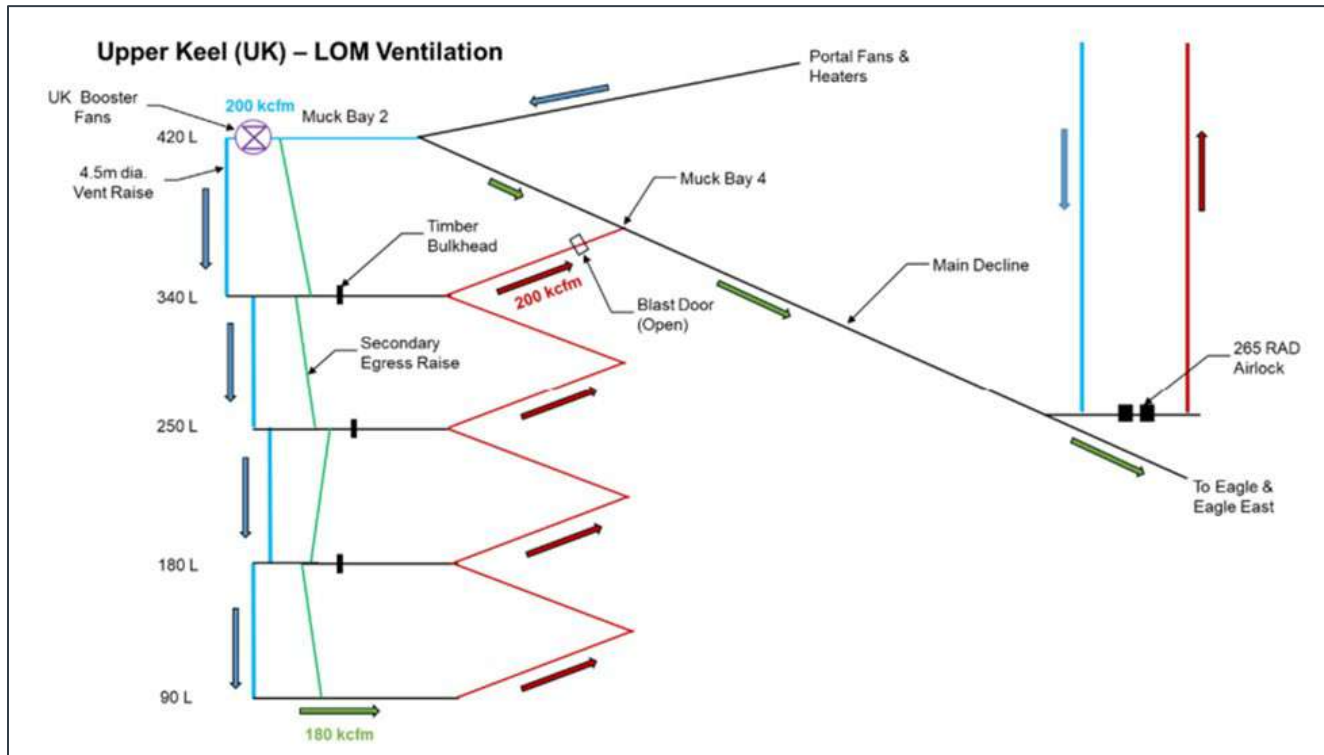 Upper Keel (UK) – LOM Ventilation
Portal Fans &
Heaters
UK Booster
Fans
200 kcfm
Muck Bay 2
420 L
4.5m dia.
Vent Raise
Muck Bay 4
Timber
Bulkhead
Main Decline
200 kcfm
Blast Door
(Open)
340 L
Secondary
Egress Raise
265 RAD
Airlock
250 L
To Eagle &
Eagle East
180 L
90 L
180 kcfm